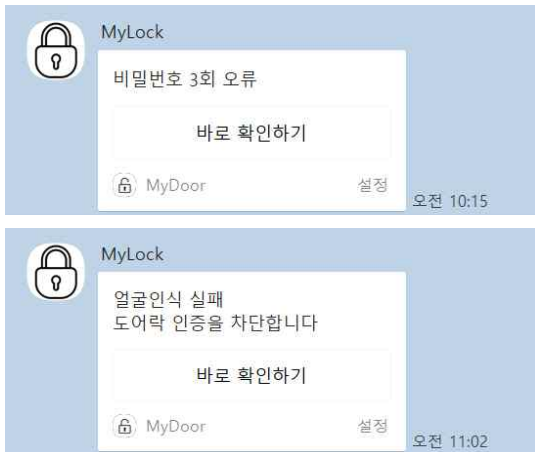 MyLock
비밀번호 3회 오류
바로 확인하기
MyDoor 설정
오전 10:15
MyLock
얼굴인식 실패
도어락 인증을 차단합니다
바로 확인하기
MyDoor 설정
오전 11:02